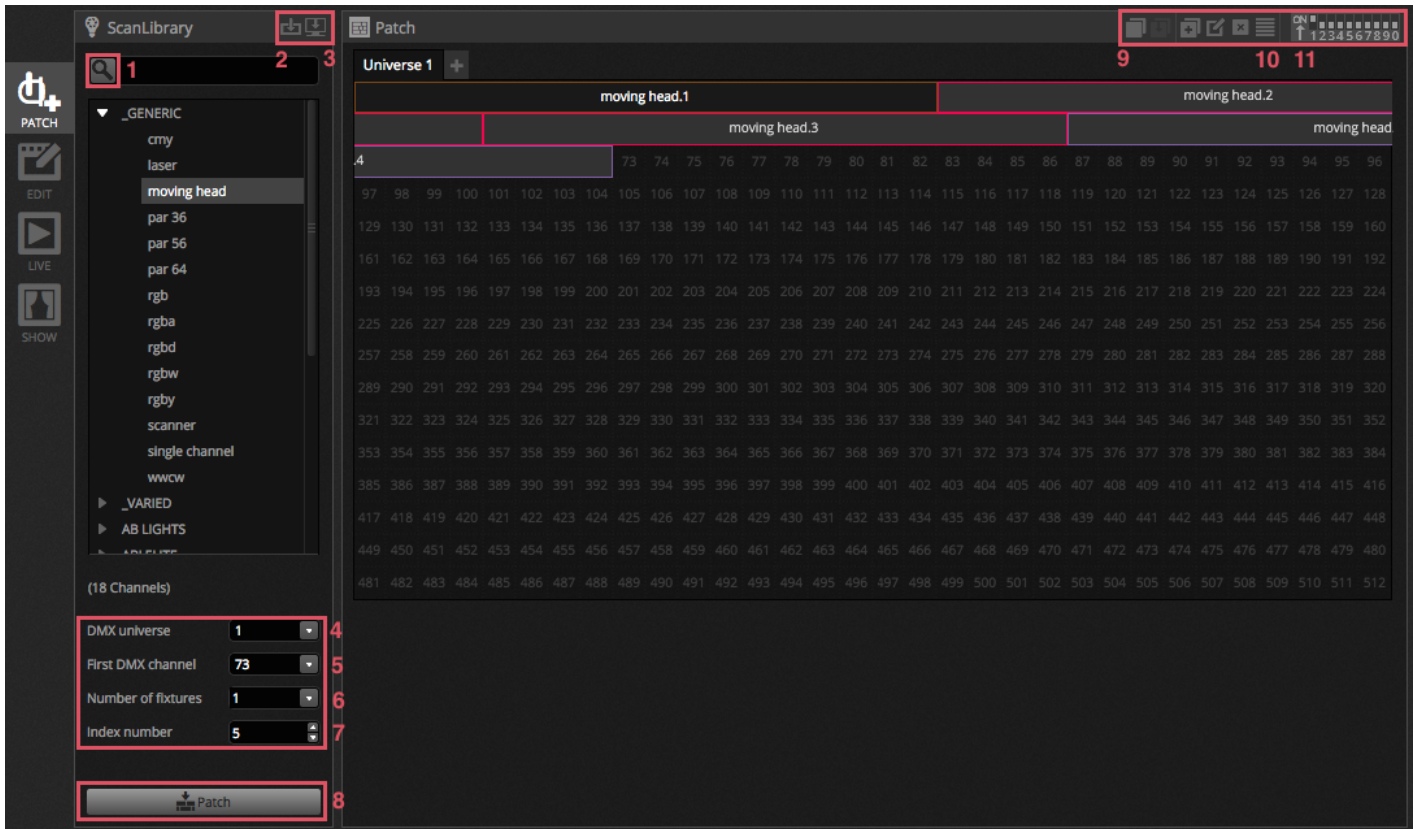 ScanLibrary
2
3
1
PATCH
EDIT
LIVE
SHOW
_GENERIC
cmy
laser
moving head
par 36
par 56
par 64
rgb
rgba
rgbd
rgbw
rgby
scanner
single channel
wwcw
_VARIED
AB LIGHTS
(18 Channels)
DMX universe 1 4
First DMX channel 73 5
Number of fixtures 1 6
Index number 5 7
Patch 8
Patch
ON
1234567890
9 10 11
Universe 1 +
moving head.1 moving head.2
moving head.3 moving head
.4 73 74 75 76 77 78 79 80 81 82 83 84 85 86 87 88 89 90 91 92 93 94 95 96
97 98 99 100 101 102 103 104 105 106 107 108 109 110 111 112 113 114 115 116 117 118 119 120 121 122 123 124 125 126 127 128
129 130 131 132 133 134 135 136 137 138 139 140 141 142 143 144 145 146 147 148 149 150 151 152 153 154 155 156 157 158 159 160
161 162 163 164 165 166 167 168 169 170 171 172 173 174 175 176 177 178 179 180 181 182 183 184 185 186 187 188 189 190 191 192
193 194 195 196 197 198 199 200 201 202 203 204 205 206 207 208 209 210 211 212 213 214 215 216 217 218 219 220 221 222 223 224
225 226 227 228 229 230 231 232 233 234 235 236 237 238 239 240 241 242 243 244 245 246 247 248 249 250 251 252 253 254 255 256
257 258 259 260 261 262 263 264 265 266 267 268 269 270 271 272 273 274 275 276 277 278 279 280 281 282 283 284 285 286 287 288
289 290 291 292 293 294 295 296 297 298 299 300 301 302 303 304 305 306 307 308 309 310 311 312 313 314 315 316 317 318 319 320
321 322 323 324 325 326 327 328 329 330 331 332 333 334 335 336 337 338 339 340 341 342 343 344 345 346 347 348 349 350 351 352
353 354 355 356 357 358 359 360 361 362 363 364 365 366 367 368 369 370 371 372 373 374 375 376 377 378 379 380 381 382 383 384
385 386 387 388 389 390 391 392 393 394 395 396 397 398 399 400 401 402 403 404 405 406 407 408 409 410 411 412 413 414 415 416
417 418 419 420 421 422 423 424 425 426 427 428 429 430 431 432 433 434 435 436 437 438 439 440 441 442 443 444 445 446 447 448
449 450 451 452 453 454 455 456 457 458 459 460 461 462 463 464 465 466 467 468 469 470 471 472 473 474 475 476 477 478 479 480
481 482 483 484 485 486 487 488 489 490 491 492 493 494 495 496 497 498 499 500 501 502 503 504 505 506 507 508 509 510 511 512